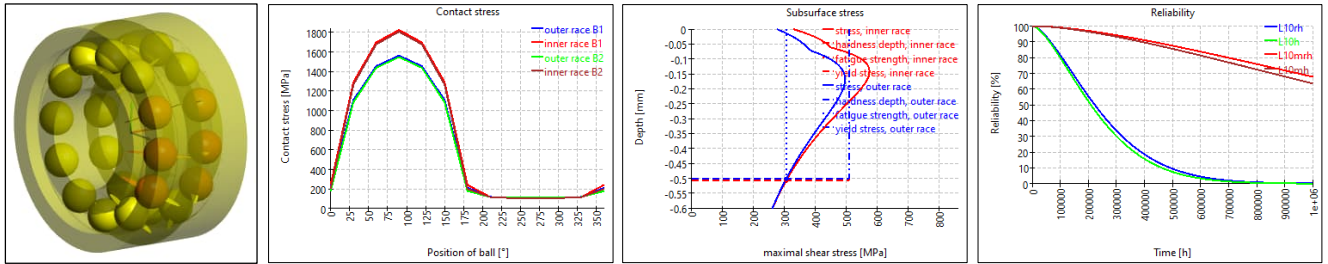 Contact stress
Contact stress [MPa]
1800
1600
1400
1200
1000
800
600
400
200
0
outer race B1
inner race B1
outer race B2
inner race B2
0
25
50
75
100
125
150
175
200
225
250
275
300
325
350
Position of ball [°]
Subsurface stress
Depth [mm]
0
-0.05
-0.1
-0.15
-0.2
-0.25
-0.3
-0.35
-0.4
-0.45
-0.5
-0.55
-0.6
stress, inner race
hardness depth, inner race
fatigue strength, inner race
yield stress, inner race
stress, outer race
hardness depth, outer race
fatigue strength, outer race
yield stress, outer race
0
100
200
300
400
500
600
700
800
maximal shear stress [MPa]
Reliability
Reliability [%]
100
90
80
70
60
50
40
30
20
10
0
L10rh
L10h
L10mrh
L10mh
0
100000
200000
300000
400000
500000
600000
700000
800000
900000
1e+06
Time [h]